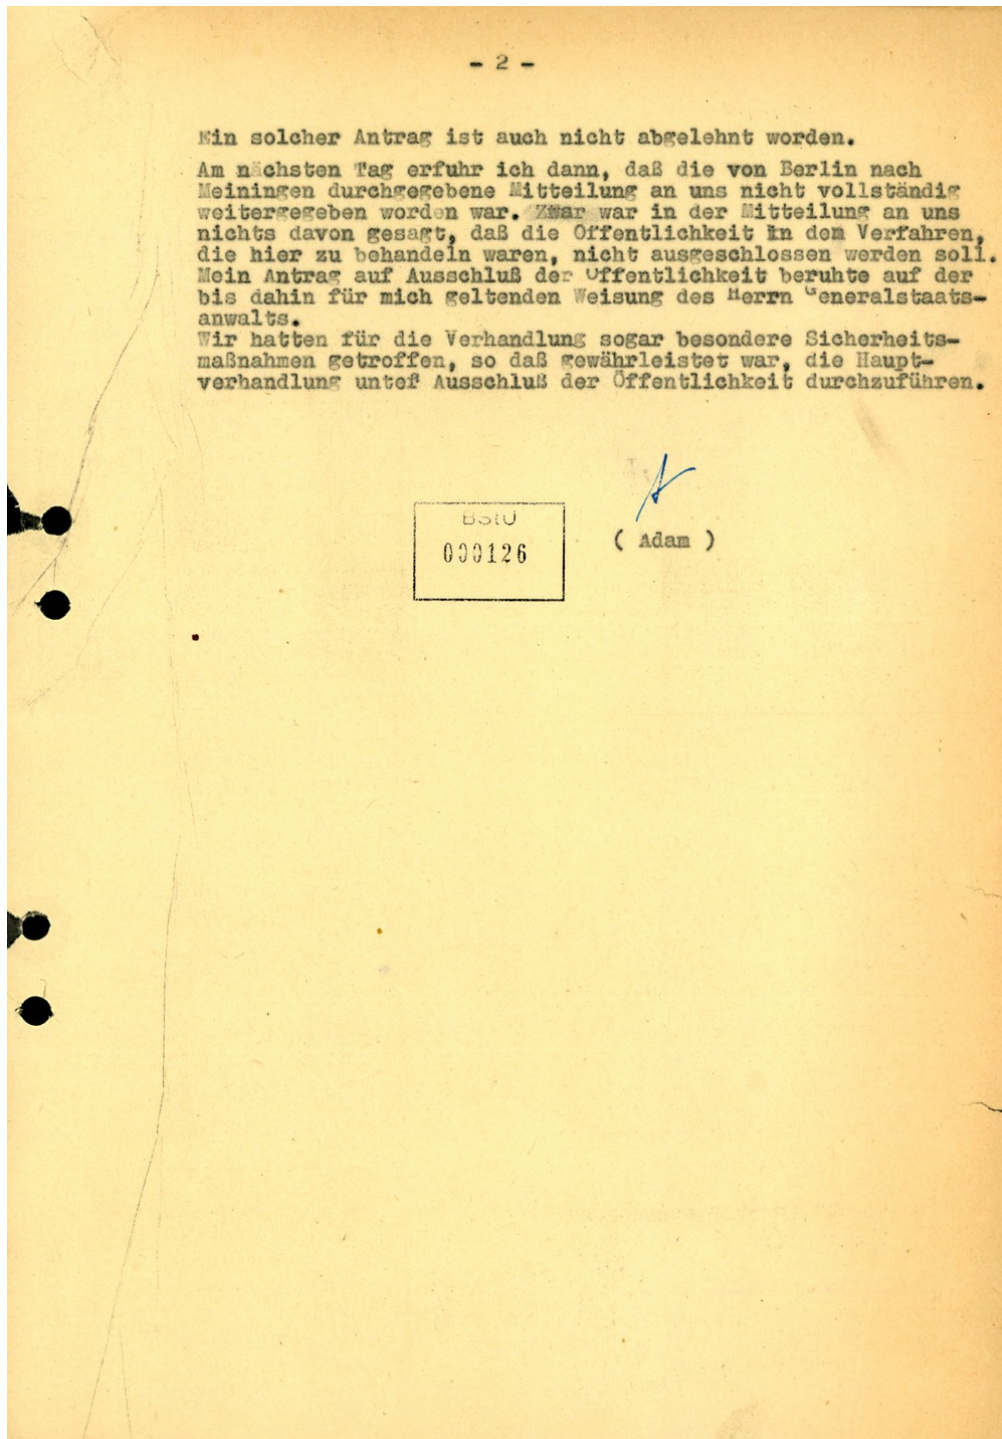 - 2 -
Ein solcher Antrag ist auch nicht abgelehnt worden.
Am nächsten Tag erfuhr ich dann, daß die von Berlin nach
Meiningen durchgegebene Mitteilung an uns nicht vollständig
weitergegeben worden war. Zwar war in der Mitteilung an uns
nichts davon gesagt, daß die Öffentlichkeit in den Verfahren,
die hier zu behandeln waren, nicht ausgeschlossen werden soll.
Mein Antrag auf Ausschluß der Öffentlichkeit beruhte auf der
bis dahin für mich geltenden Weisung des Herrn Generalstaats-
anwalts.
Wir hatten für die Verhandlung sogar besondere Sicherheits-
maßnahmen getroffen, so daß gewährleistet war, die Haupt-
verhandlung unter Ausschluß der Öffentlichkeit durchzuführen.
BStU
000126
( Adam )